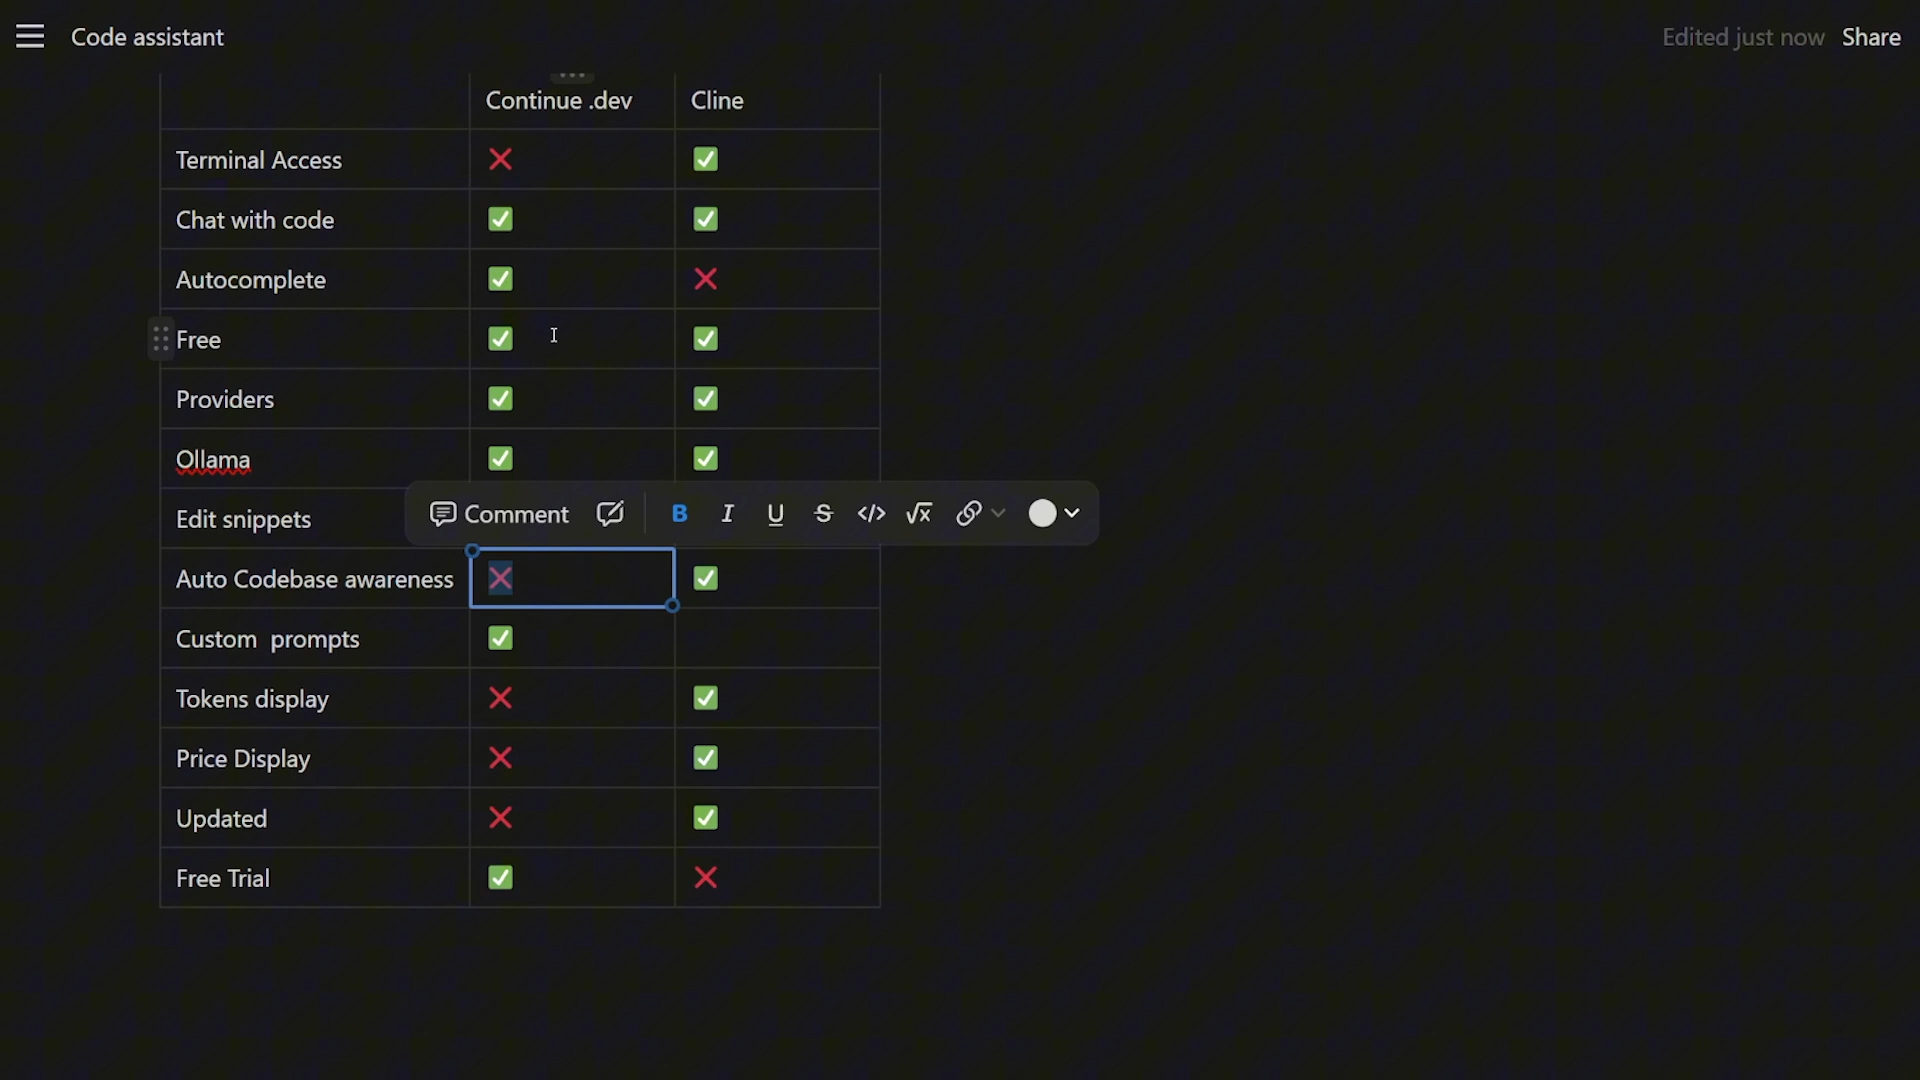 Code assistant
Edited just now Share
Continue .dev Cline
Terminal Access ❌ ✅
Chat with code ✅ ✅
Autocomplete ✅ ❌
Free ✅ ✅
Providers ✅ ✅
Ollama ✅ ✅
Edit snippets
Comment B I U S </> √x
Auto Codebase awareness ❌ ✅
Custom  prompts ✅
Tokens display ❌ ✅
Price Display ❌ ✅
Updated ❌ ✅
Free Trial ✅ ❌